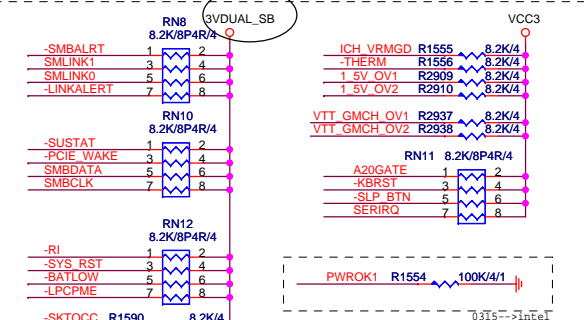 RN8 3VDUAL_SB VCC3
8.2K/8P4R/4
-SMBALRT 1 2
SMLINK1 3 4
SMLINK0 5 6
-LINKALERT 7 8
ICH_VRMGD R1555 8.2K/4
-THERM R1556 8.2K/4
1_5V_OV1 R2909 8.2K/4
1_5V_OV2 R2910 8.2K/4
VTT_GMCH_OV1 R2937 8.2K/4
VTT_GMCH_OV2 R2938 8.2K/4
RN10
8.2K/8P4R/4
-SUSTAT 1 2
-PCIE_WAKE 3 4
SMBDATA 5 6
SMBCLK 7 8
RN11 8.2K/8P4R/4
A20GATE 1 2
-KBRST 3 4
-SLP_BTN 5 6
SERIRQ 7 8
RN12
8.2K/8P4R/4
-RI 1 2
-SYS_RST 3 4
-BATLOW 5 6
-LPCPME 7 8
PWROK1 R1554 100K/4/1
-SKTOCC R1590 8.2K/4
0315-->intel